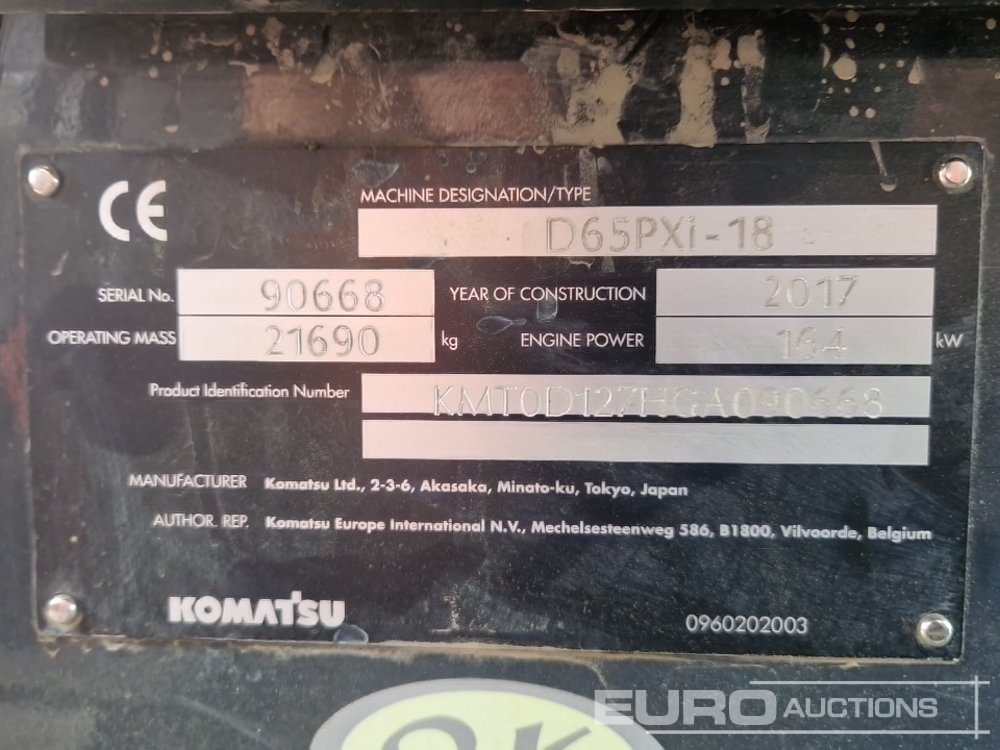 CE
MACHINE DESIGNATION/TYPE
D65PXi-18
SERIAL No. 90668 YEAR OF CONSTRUCTION 2017
OPERATING MASS 21690 kg ENGINE POWER 164 kW
Product Identification Number KMT0D127HGA090668
MANUFACTURER Komatsu Ltd., 2-3-6, Akasaka, Minato-ku, Tokyo, Japan
AUTHOR. REP. Komatsu Europe International N.V., Mechelsesteenweg 586, B1800, Vilvoorde, Belgium
KOMATSU 0960202003
OK
EURO AUCTIONS